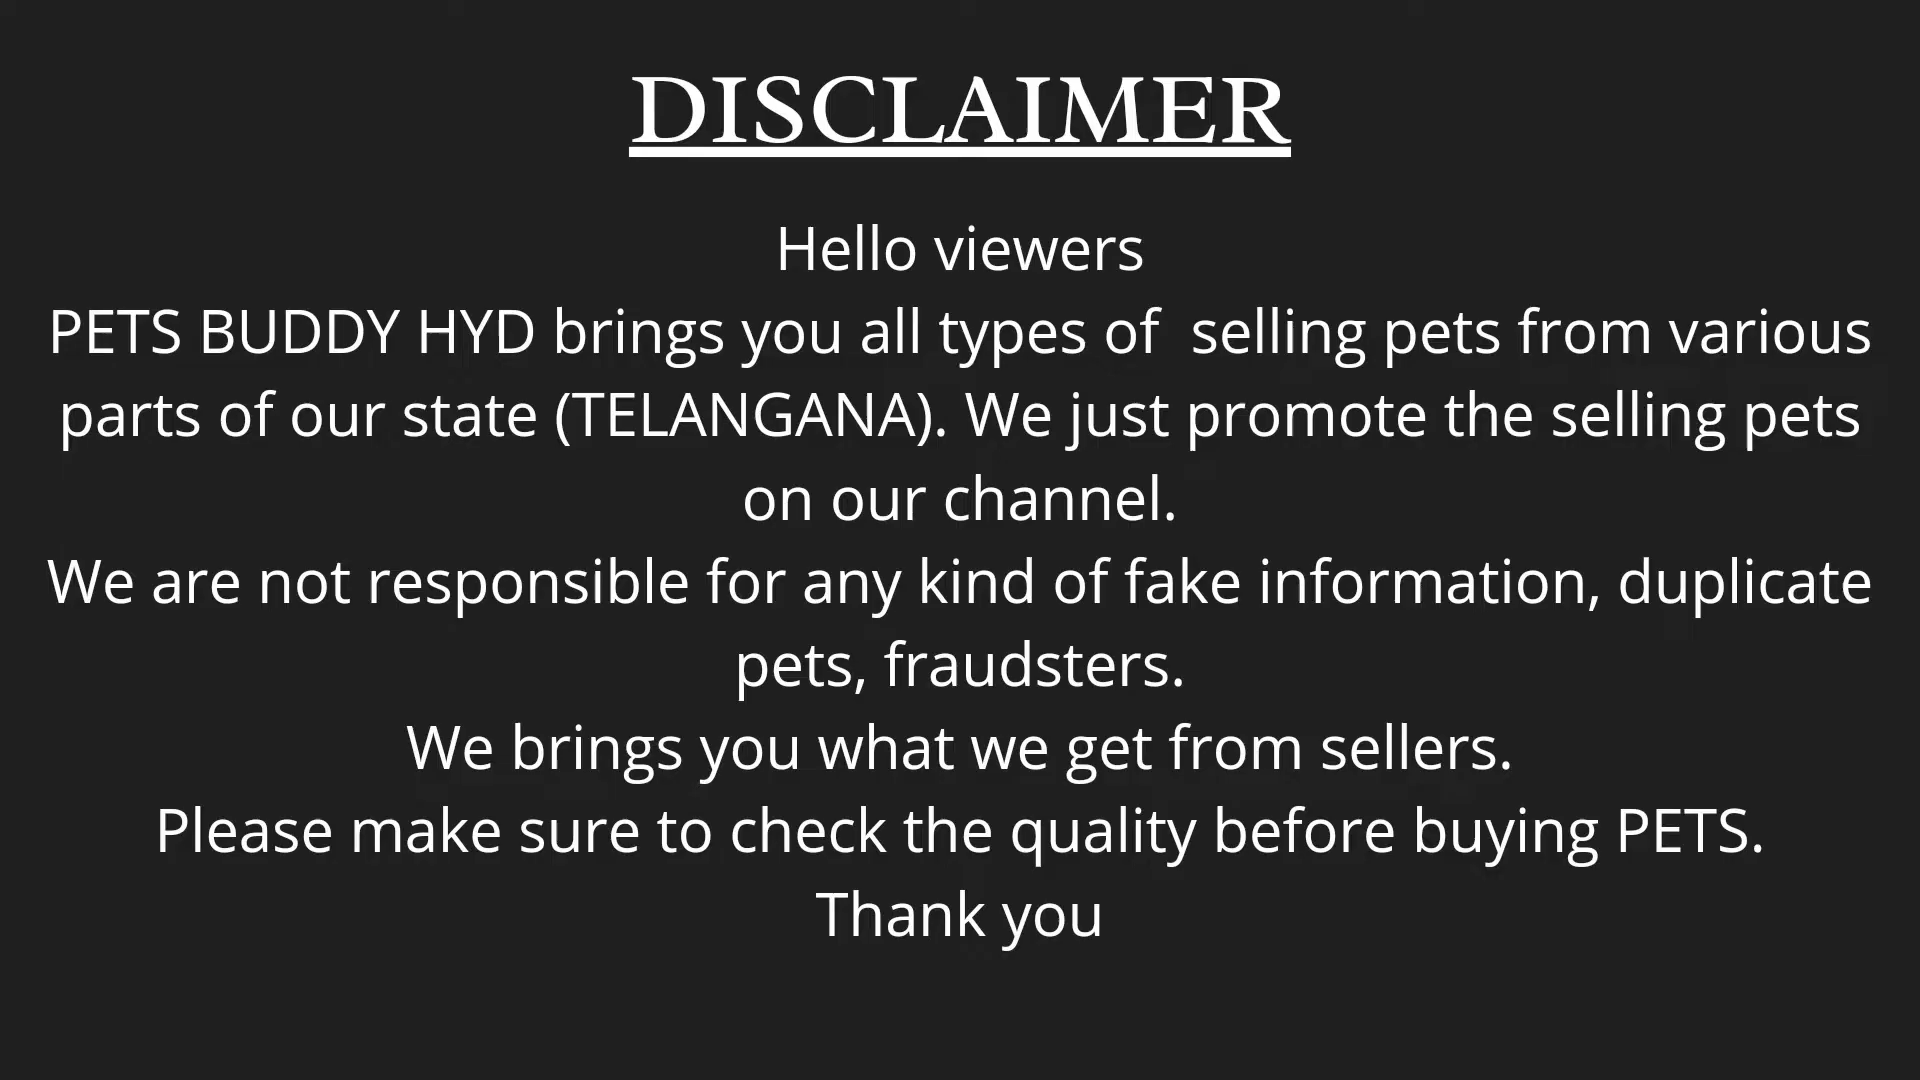 DISCLAIMER
Hello viewers
PETS BUDDY HYD brings you all types of  selling pets from various
parts of our state (TELANGANA). We just promote the selling pets
on our channel.
We are not responsible for any kind of fake information, duplicate
pets, fraudsters.
We brings you what we get from sellers.
Please make sure to check the quality before buying PETS.
Thank you